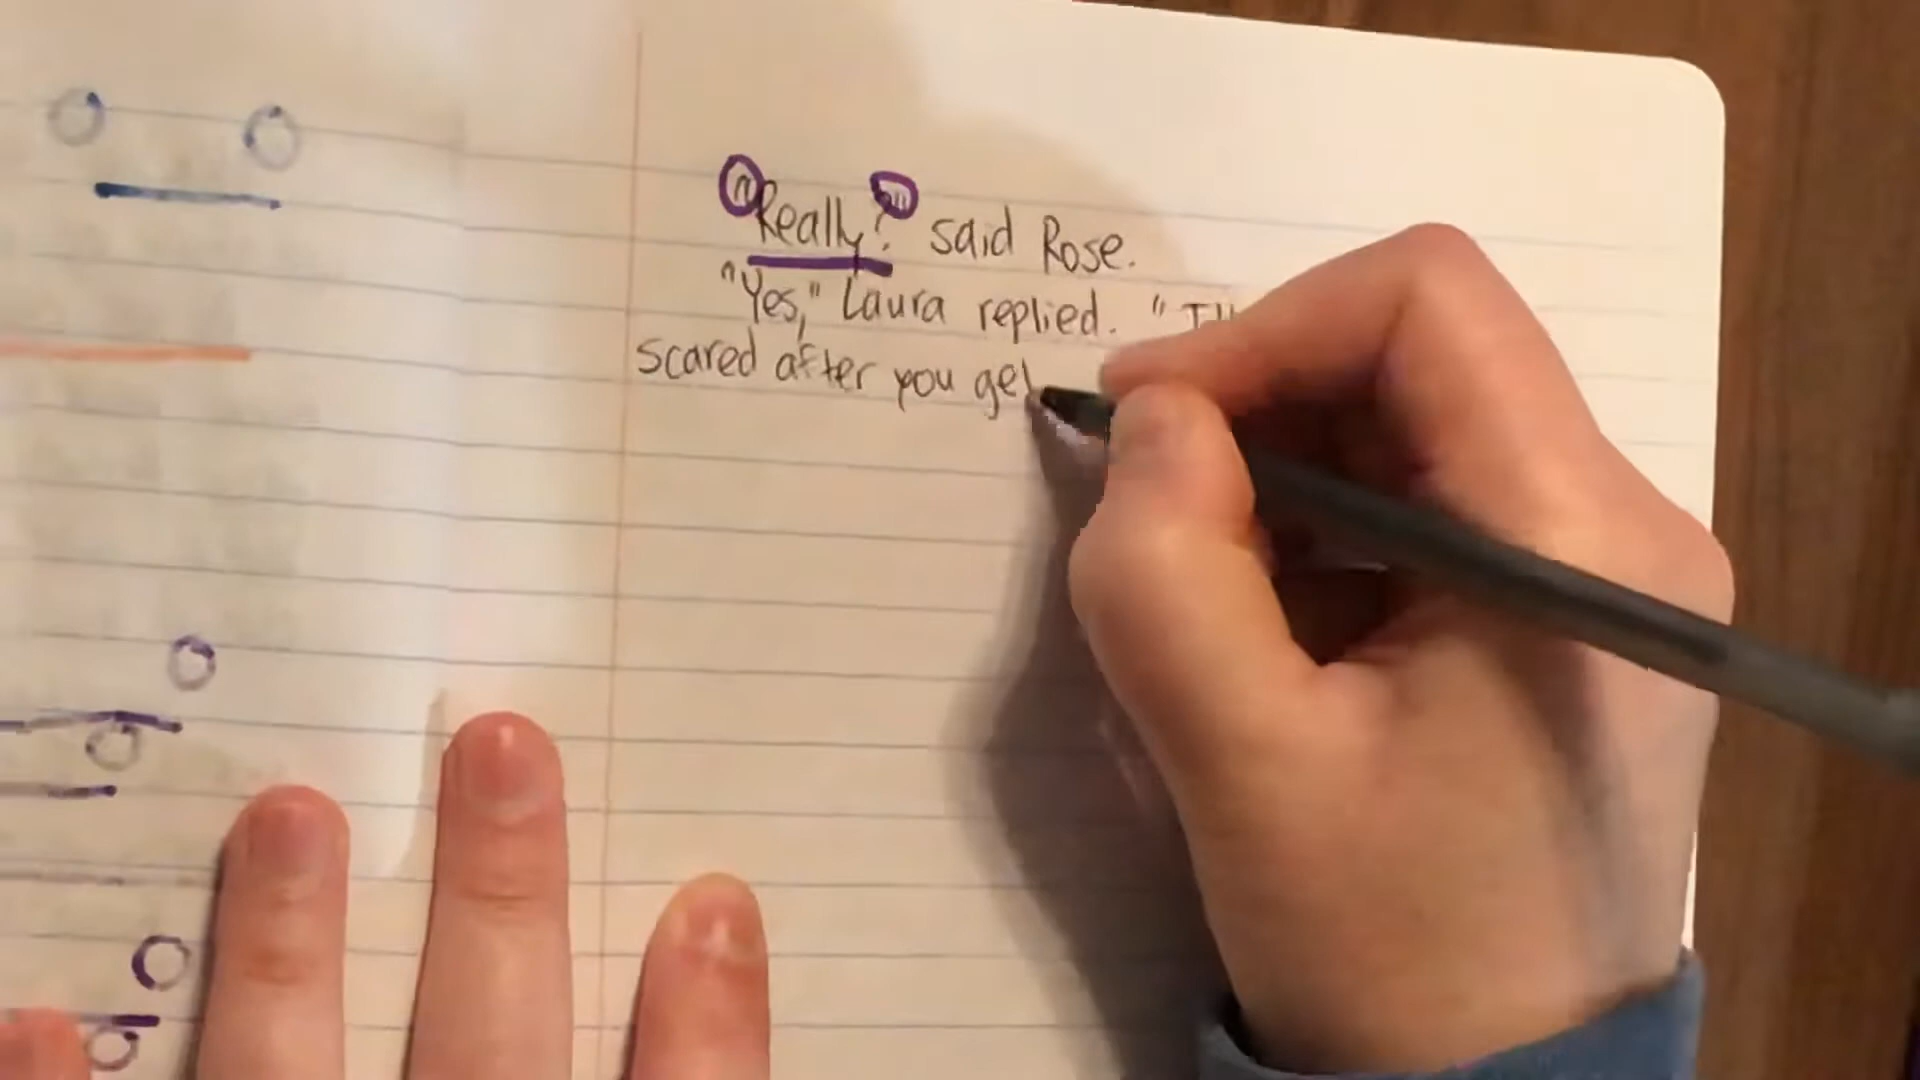 "Really?" said Rose.
"Yes," Laura replied. "
scared after you get